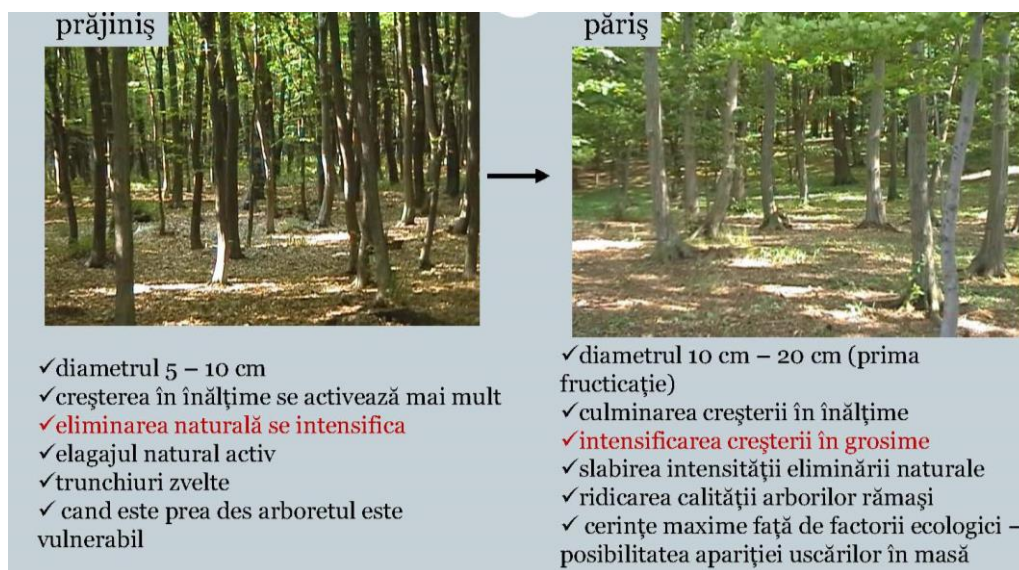 prăjiniş
păriş
✓diametrul 5 – 10 cm
✓creşterea în înălţime se activează mai mult
✓eliminarea naturală se intensifica
✓elagajul natural activ
✓trunchiuri zvelte
✓ cand este prea des arboretul este
vulnerabil
✓diametrul 10 cm – 20 cm (prima
fructicaţie)
✓culminarea creşterii în înălţime
✓intensificarea creşterii în grosime
✓slabirea intensităţii eliminării naturale
✓ridicarea calităţii arborilor rămaşi
✓ cerinţe maxime faţă de factorii ecologici –
posibilitatea apariţiei uscărilor în masă